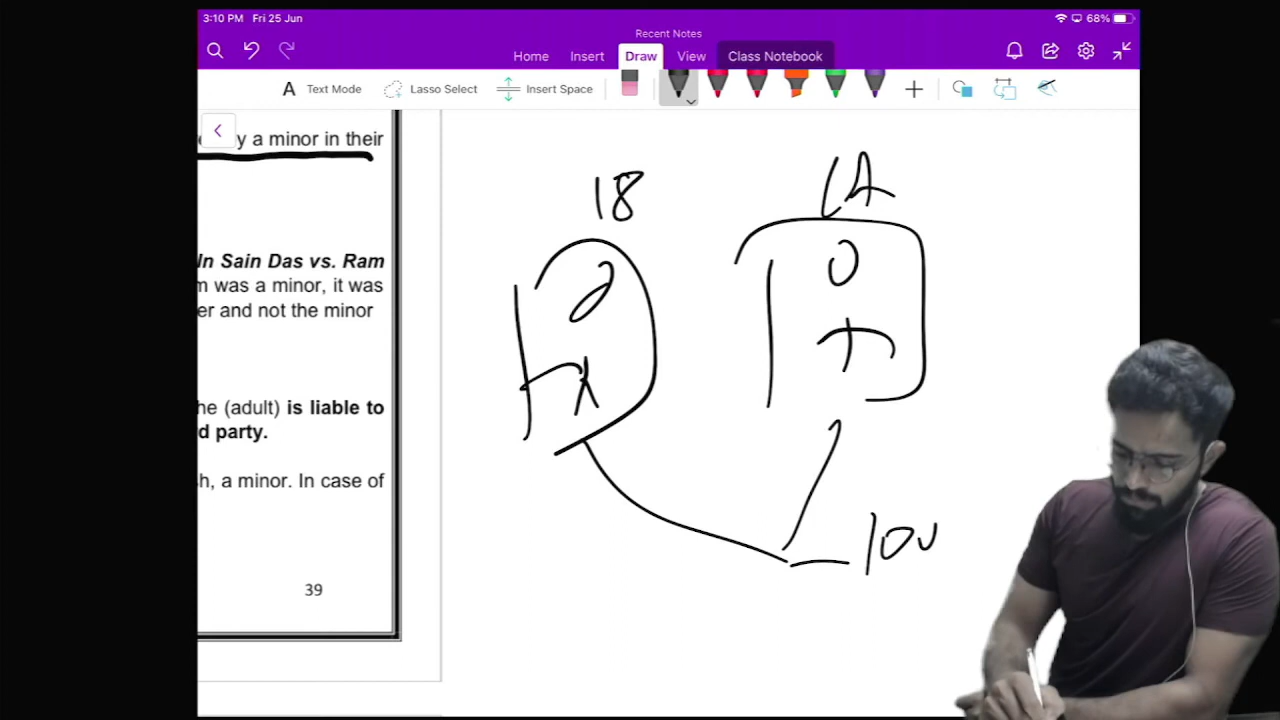 3:10 PM Fri 25 Jun
68%
Recent Notes
Home Insert Draw View Class Notebook
A Text Mode Lasso Select Insert Space
y a minor in their
In Sain Das vs. Ram
m was a minor, it was
er and not the minor
he (adult) is liable to
d party.
h, a minor. In case of
39
18